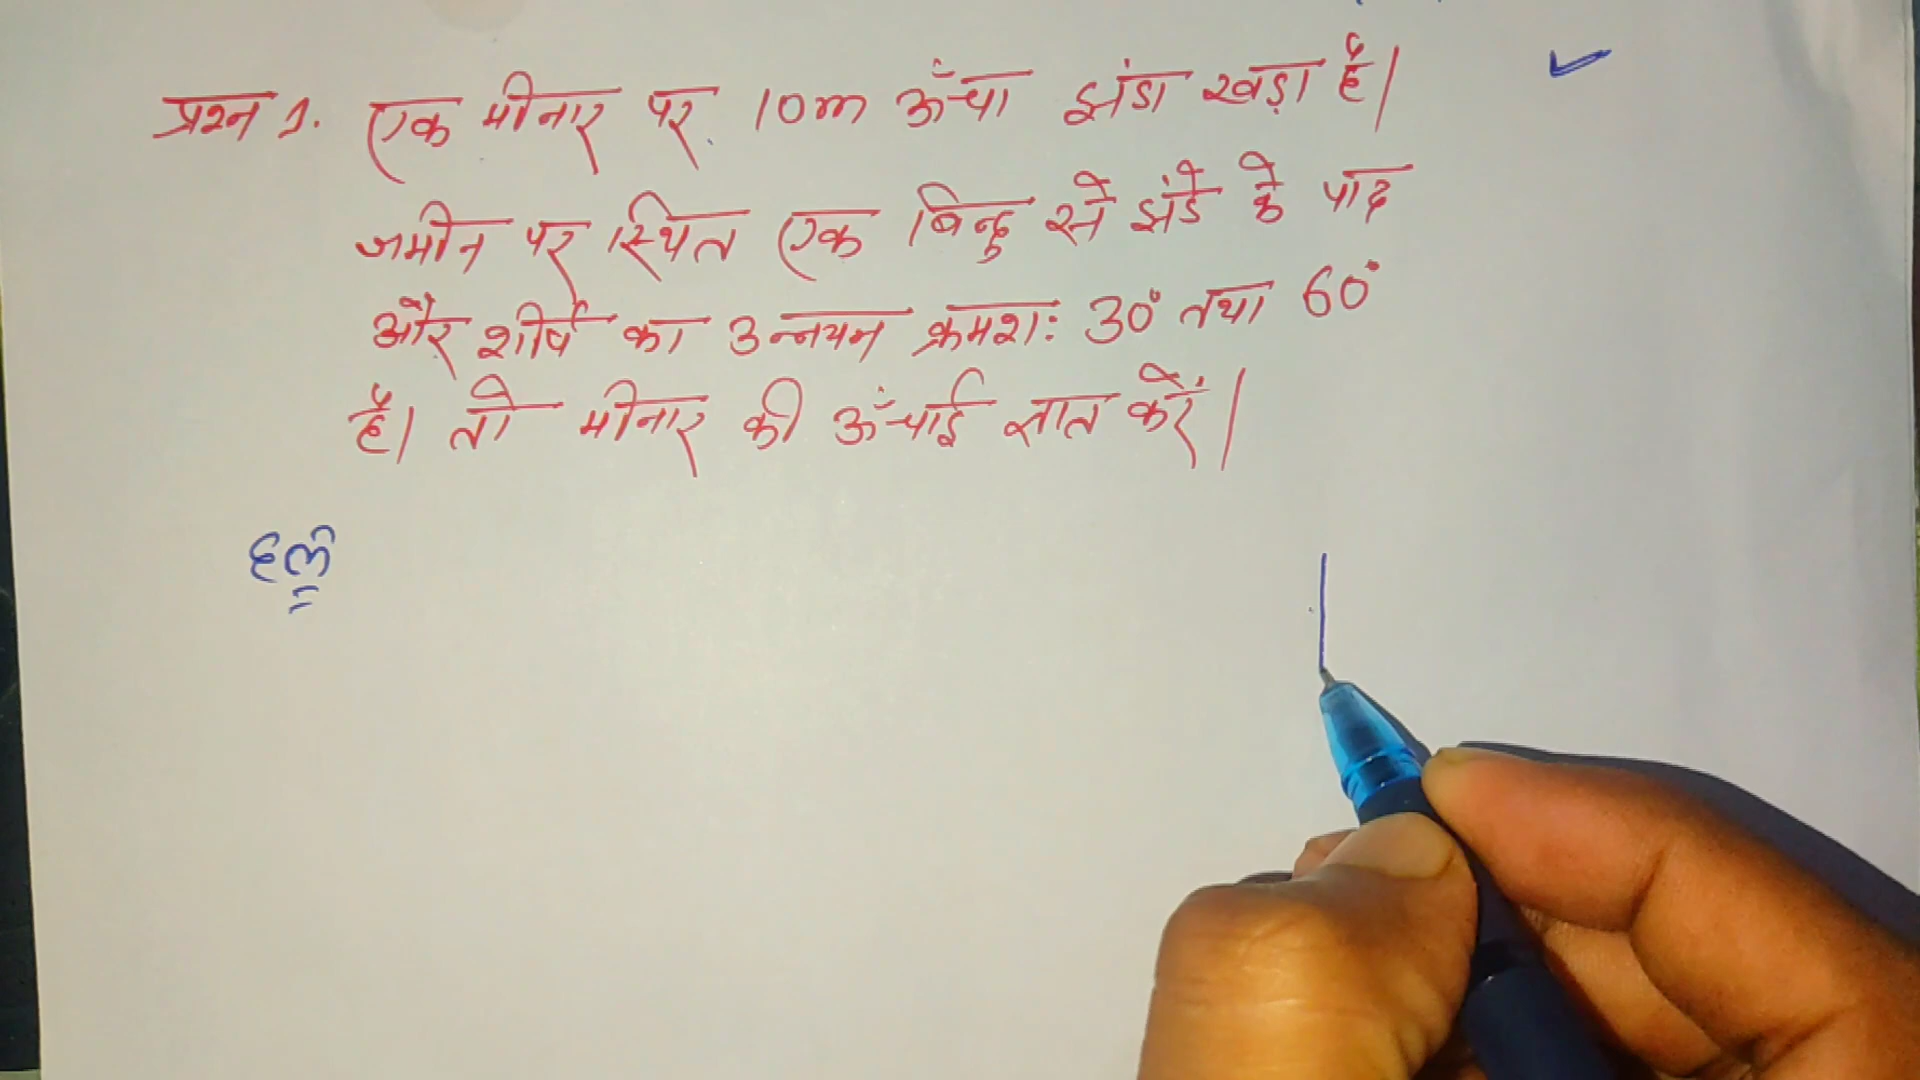 प्रश्न 1. एक मीनार पर 10m ऊँचा झंडा खड़ा है।
जमीन पर स्थित एक बिन्दु से झंडे के पाद
और शीर्ष का उन्नयन क्रमशः 30° तथा 60°
है। तो मीनार की ऊँचाई ज्ञात करें।
हल